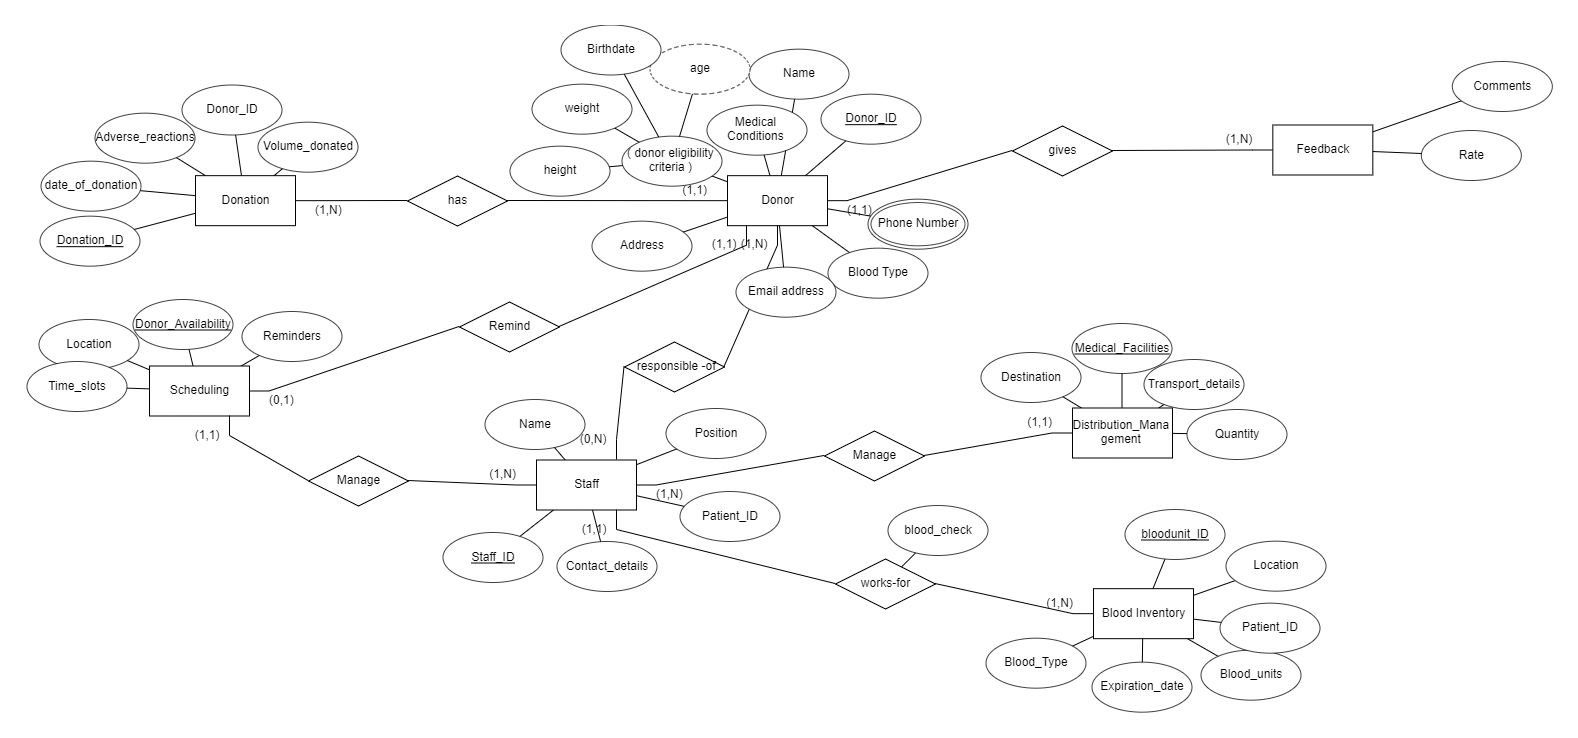 Birthdate
age
Name
weight
Medical
Conditions
Donor_ID
( donor eligibility
criteria )
height
Donor_ID
Adverse_reactions
Volume_donated
date_of_donation
Donation
Donation_ID
(1,N)
has
(1,1)
Donor
(1,1)
gives
(1,N)
Feedback
Comments
Rate
Phone Number
Address
(1,1)
(1,N)
Blood Type
Email address
Donor_Availability
Location
Reminders
Time_slots
Scheduling
(0,1)
Remind
(1,1)
responsible -of
Medical_Facilities
Destination
Transport_details
Distribution_Mana
gement
Quantity
(1,1)
Manage
Name
(0,N)
Position
Manage
(1,N)
Staff
(1,N)
Patient_ID
Staff_ID
(1,1)
Contact_details
blood_check
works-for
(1,N)
bloodunit_ID
Location
Blood Inventory
Patient_ID
Blood_Type
Expiration_date
Blood_units